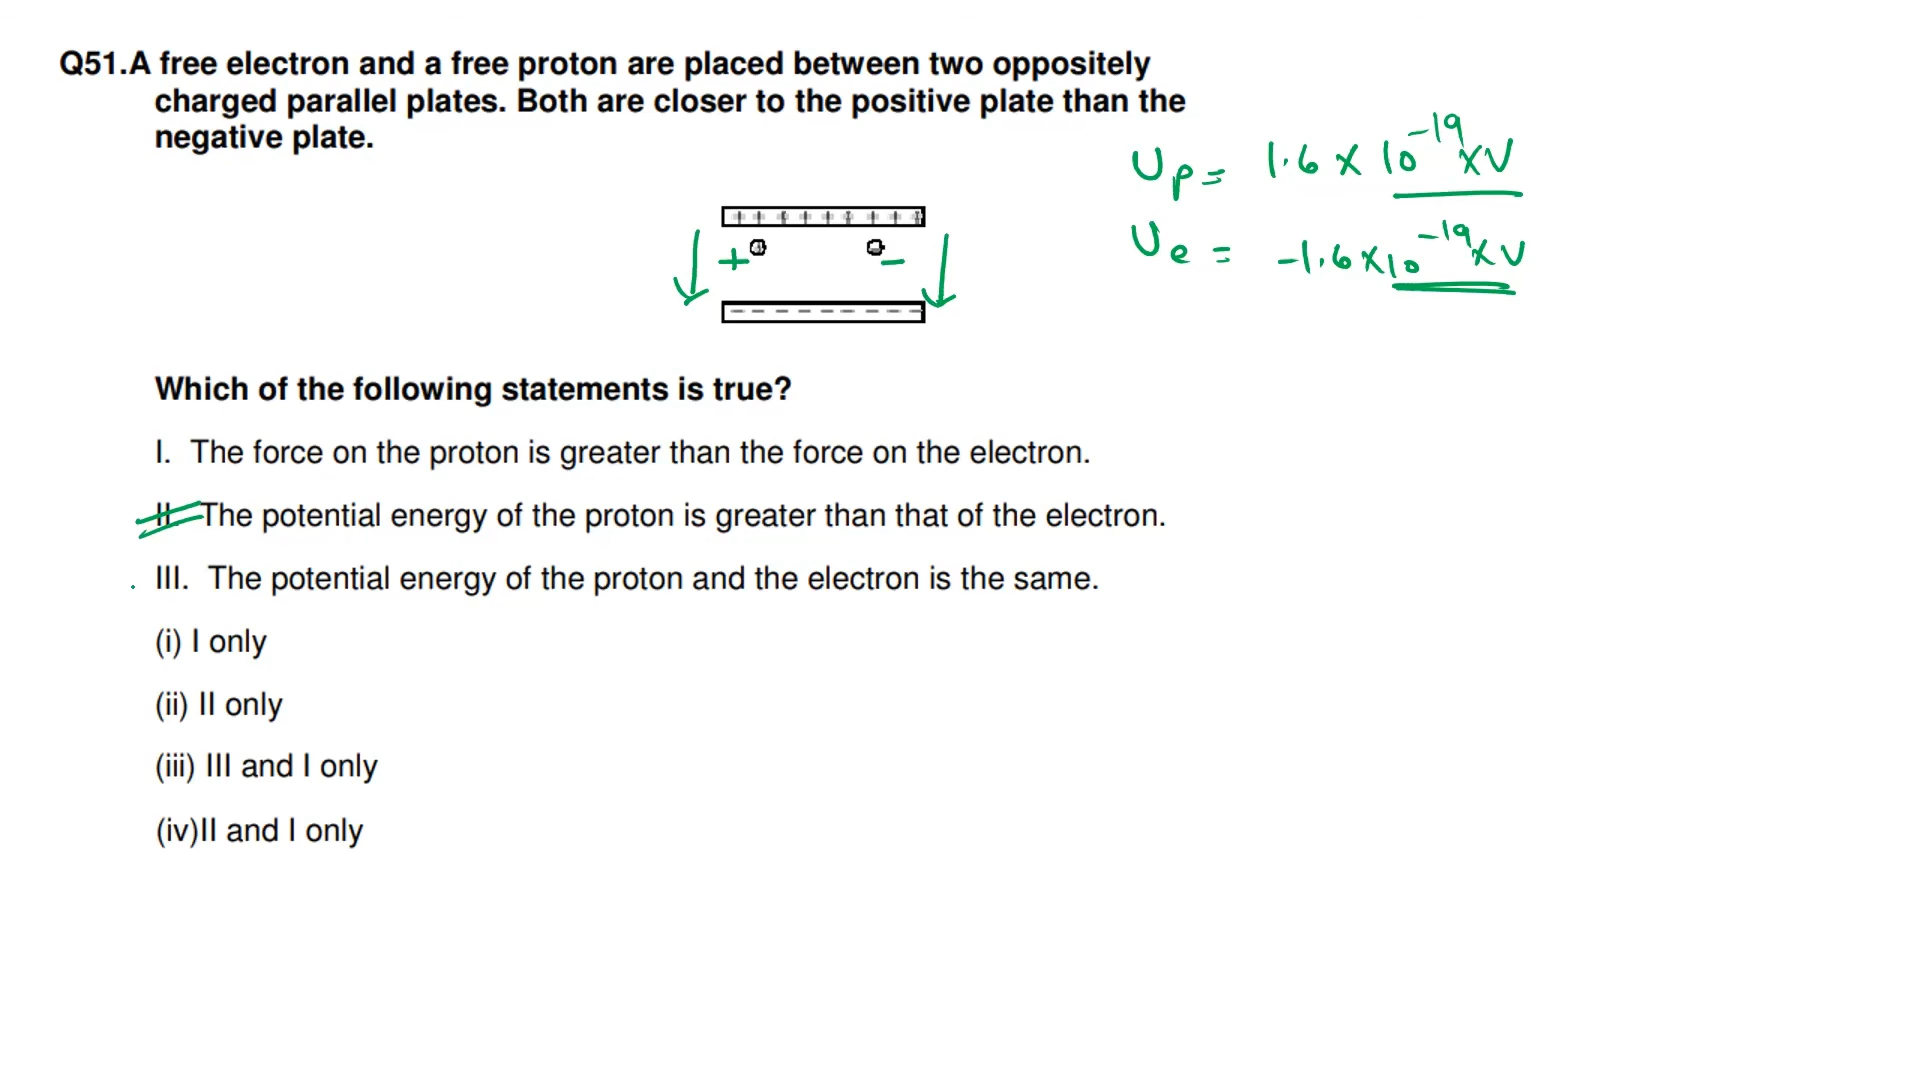 Q51.A free electron and a free proton are placed between two oppositely
charged parallel plates. Both are closer to the positive plate than the
negative plate.
Up = 1.6 × 10⁻¹⁹ × V
Ue = -1.6 × 10⁻¹⁹ × V
+ -
Which of the following statements is true?
I. The force on the proton is greater than the force on the electron.
II. The potential energy of the proton is greater than that of the electron.
III. The potential energy of the proton and the electron is the same.
(i) I only
(ii) II only
(iii) III and I only
(iv)II and I only